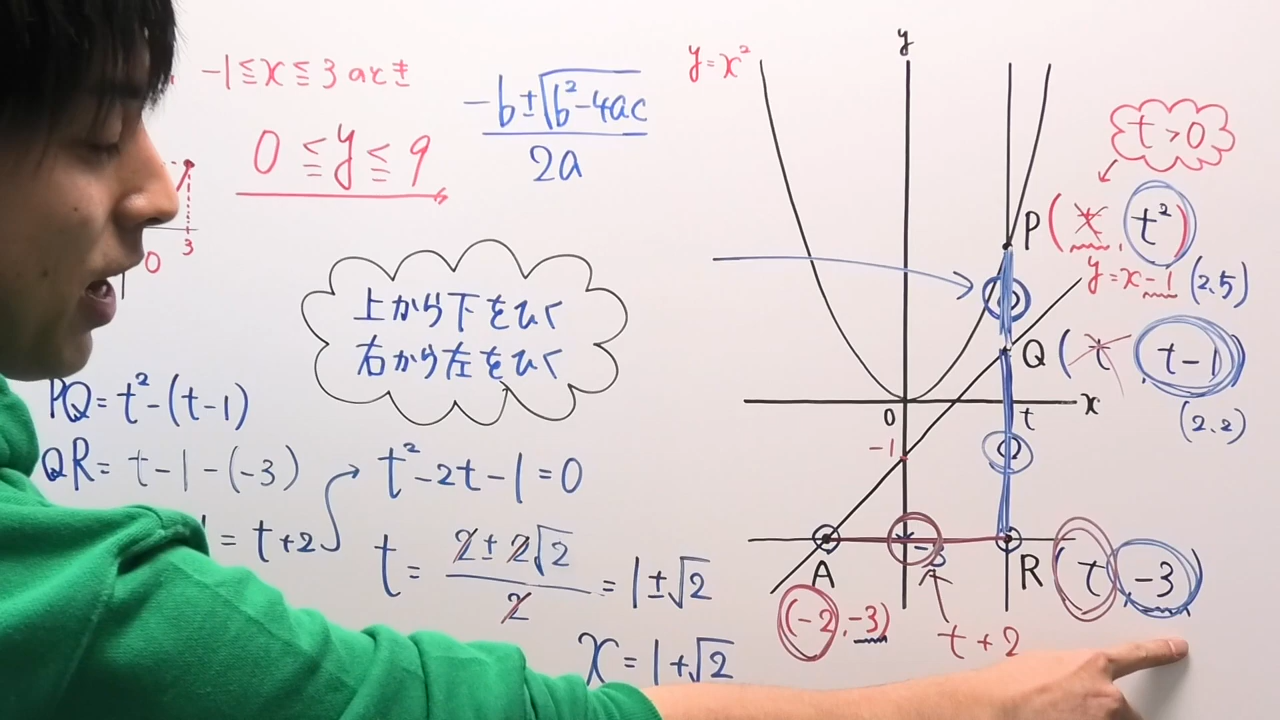 -1≦x≦3 のとき
0≦y≦9
3
0
-b±√b²-4ac
2a
上から下をひく
右から左をひく
PQ=t²-(t-1)
QR=t-1-(-3)
=t+2
t²-2t-1=0
t=
2±2√2
2
=1±√2
x=1+√2
y=x²
y
t>0
P(t, t²)
y=x-1
(2.5)
Q(t, t-1)
0
t
x
(2.2)
-1
-3
A
R(t, -3)
(-2, -3)
t+2